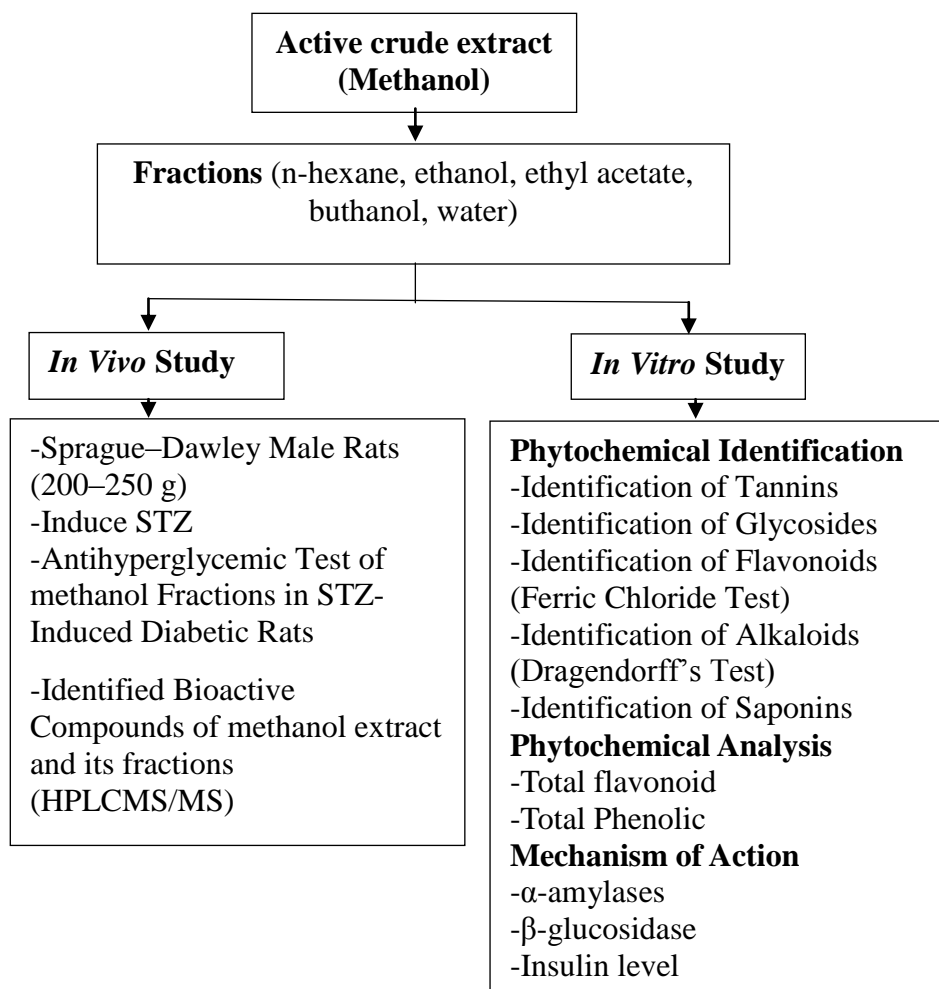 Active crude extract
(Methanol)
Fractions (n-hexane, ethanol, ethyl acetate,
buthanol, water)
In Vivo Study
-Sprague–Dawley Male Rats
(200–250 g)
-Induce STZ
-Antihyperglycemic Test of
methanol Fractions in STZ-
Induced Diabetic Rats
-Identified Bioactive
Compounds of methanol extract
and its fractions
(HPLCMS/MS)
In Vitro Study
Phytochemical Identification
-Identification of Tannins
-Identification of Glycosides
-Identification of Flavonoids
(Ferric Chloride Test)
-Identification of Alkaloids
(Dragendorff’s Test)
-Identification of Saponins
Phytochemical Analysis
-Total flavonoid
-Total Phenolic
Mechanism of Action
-α-amylases
-β-glucosidase
-Insulin level